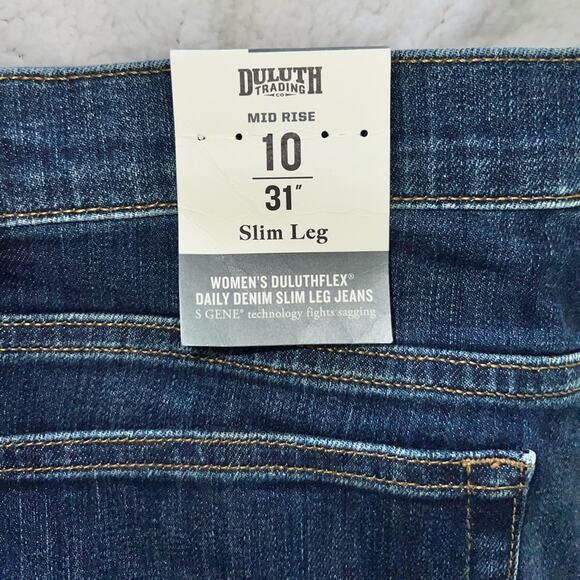 DULUTH
TRADING
CO
MID RISE
10
31"
Slim Leg
WOMEN'S DULUTHFLEX®
DAILY DENIM SLIM LEG JEANS
S GENE® technology fights sagging